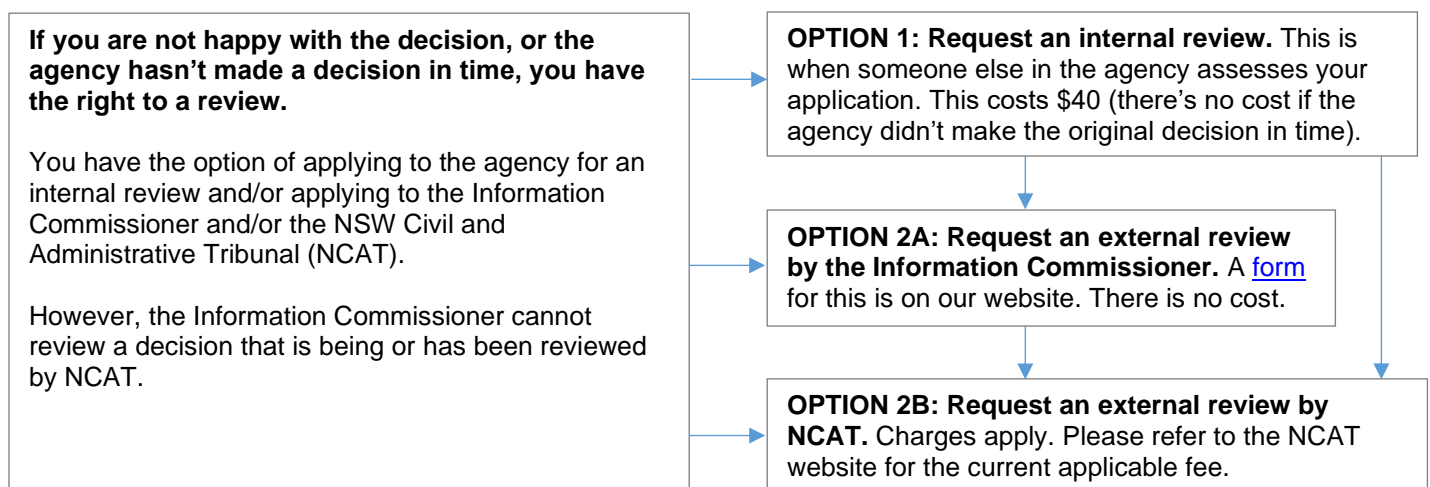 If you are not happy with the decision, or the
agency hasn’t made a decision in time, you have
the right to a review.
You have the option of applying to the agency for an
internal review and/or applying to the Information
Commissioner and/or the NSW Civil and
Administrative Tribunal (NCAT).
However, the Information Commissioner cannot
review a decision that is being or has been reviewed
by NCAT.
OPTION 1: Request an internal review. This is
when someone else in the agency assesses your
application. This costs $40 (there’s no cost if the
agency didn’t make the original decision in time).
OPTION 2A: Request an external review
by the Information Commissioner. A form
for this is on our website. There is no cost.
OPTION 2B: Request an external review by
NCAT. Charges apply. Please refer to the NCAT
website for the current applicable fee.